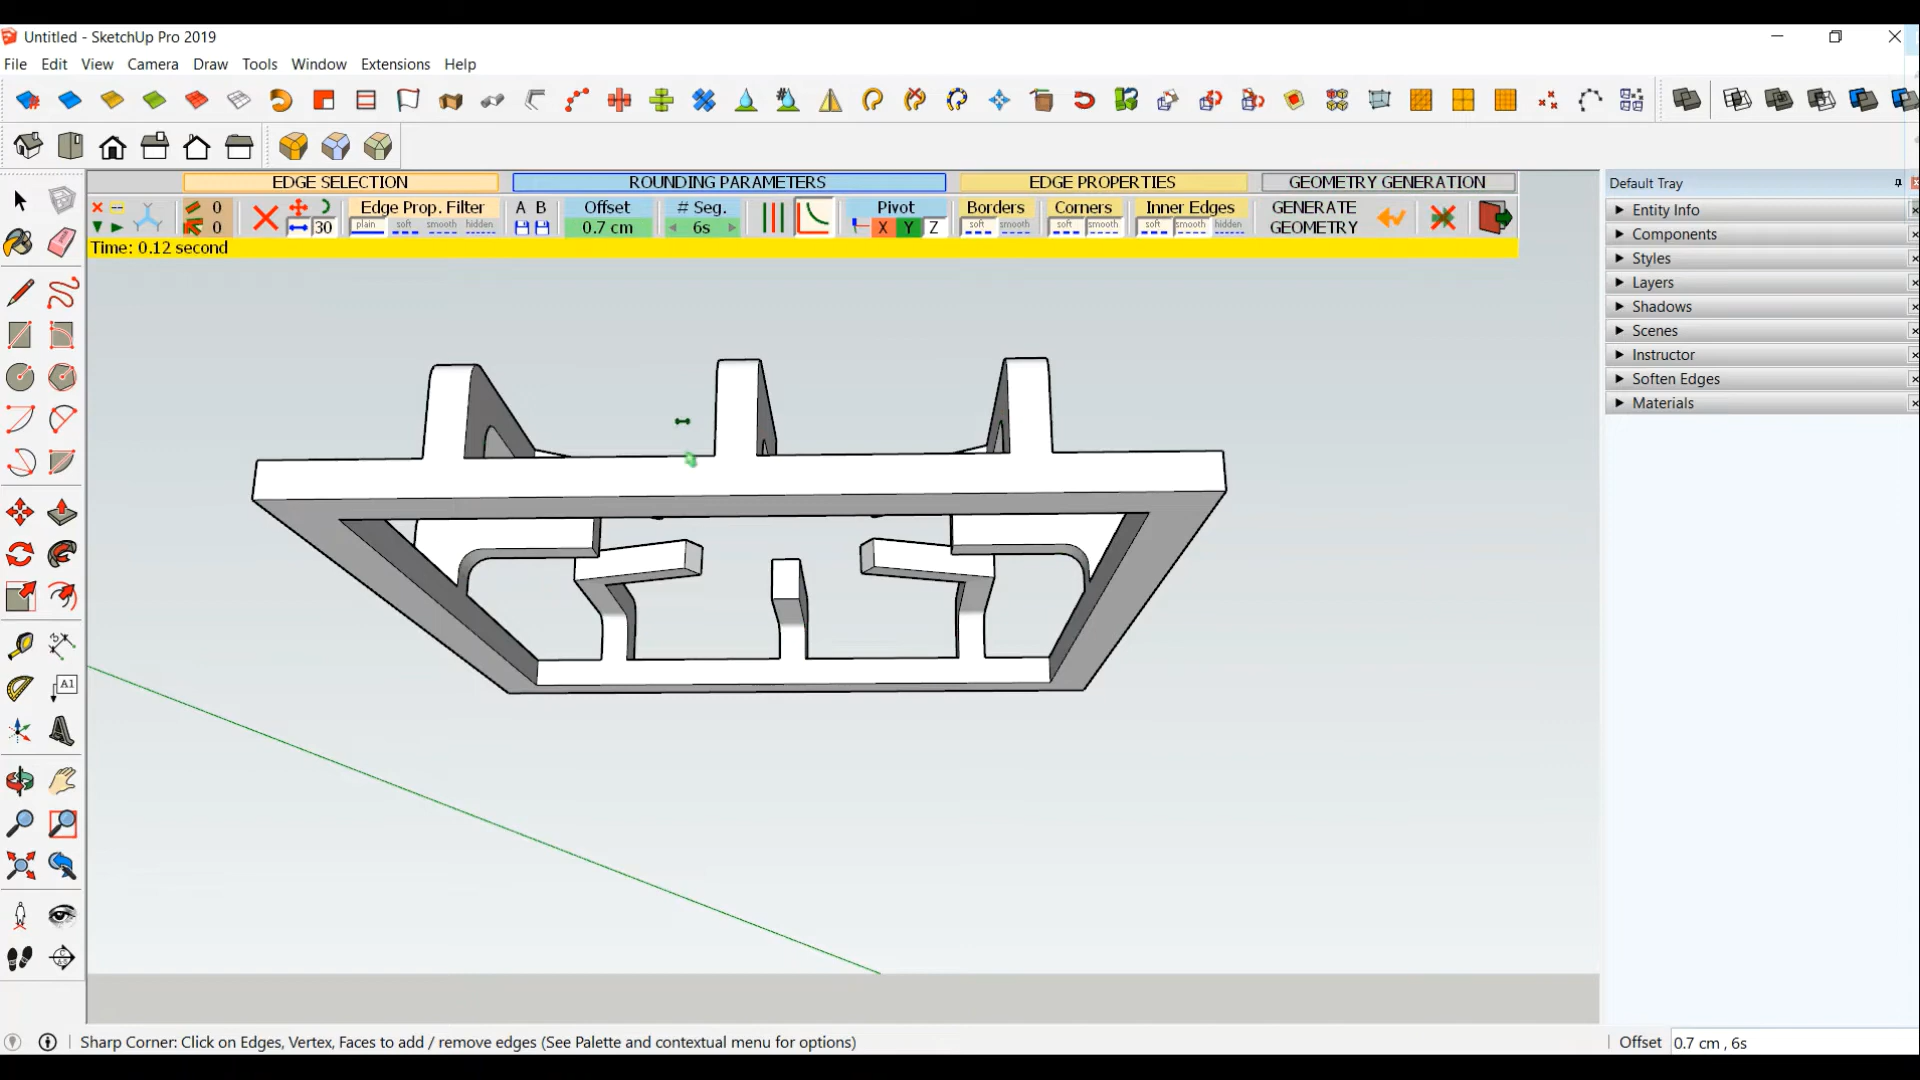 Untitled - SketchUp Pro 2019
File Edit View Camera Draw Tools Window Extensions Help
EDGE SELECTION ROUNDING PARAMETERS EDGE PROPERTIES GEOMETRY GENERATION
0 Edge Prop. Filter A B Offset # Seg. Pivot Borders Corners Inner Edges GENERATE
0 30 plain soft smooth hidden 0.7 cm 6s X Y Z soft smooth soft smooth soft smooth hidden GEOMETRY
Time: 0.12 second
Default Tray
Entity Info
Components
Styles
Layers
Shadows
Scenes
Instructor
Soften Edges
Materials
A1
Sharp Corner: Click on Edges, Vertex, Faces to add / remove edges (See Palette and contextual menu for options)
Offset 0.7 cm , 6s